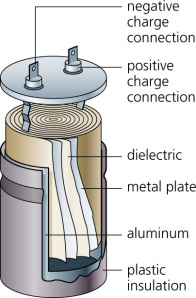 negative
charge
connection
positive
charge
connection
dielectric
metal plate
aluminum
plastic
insulation